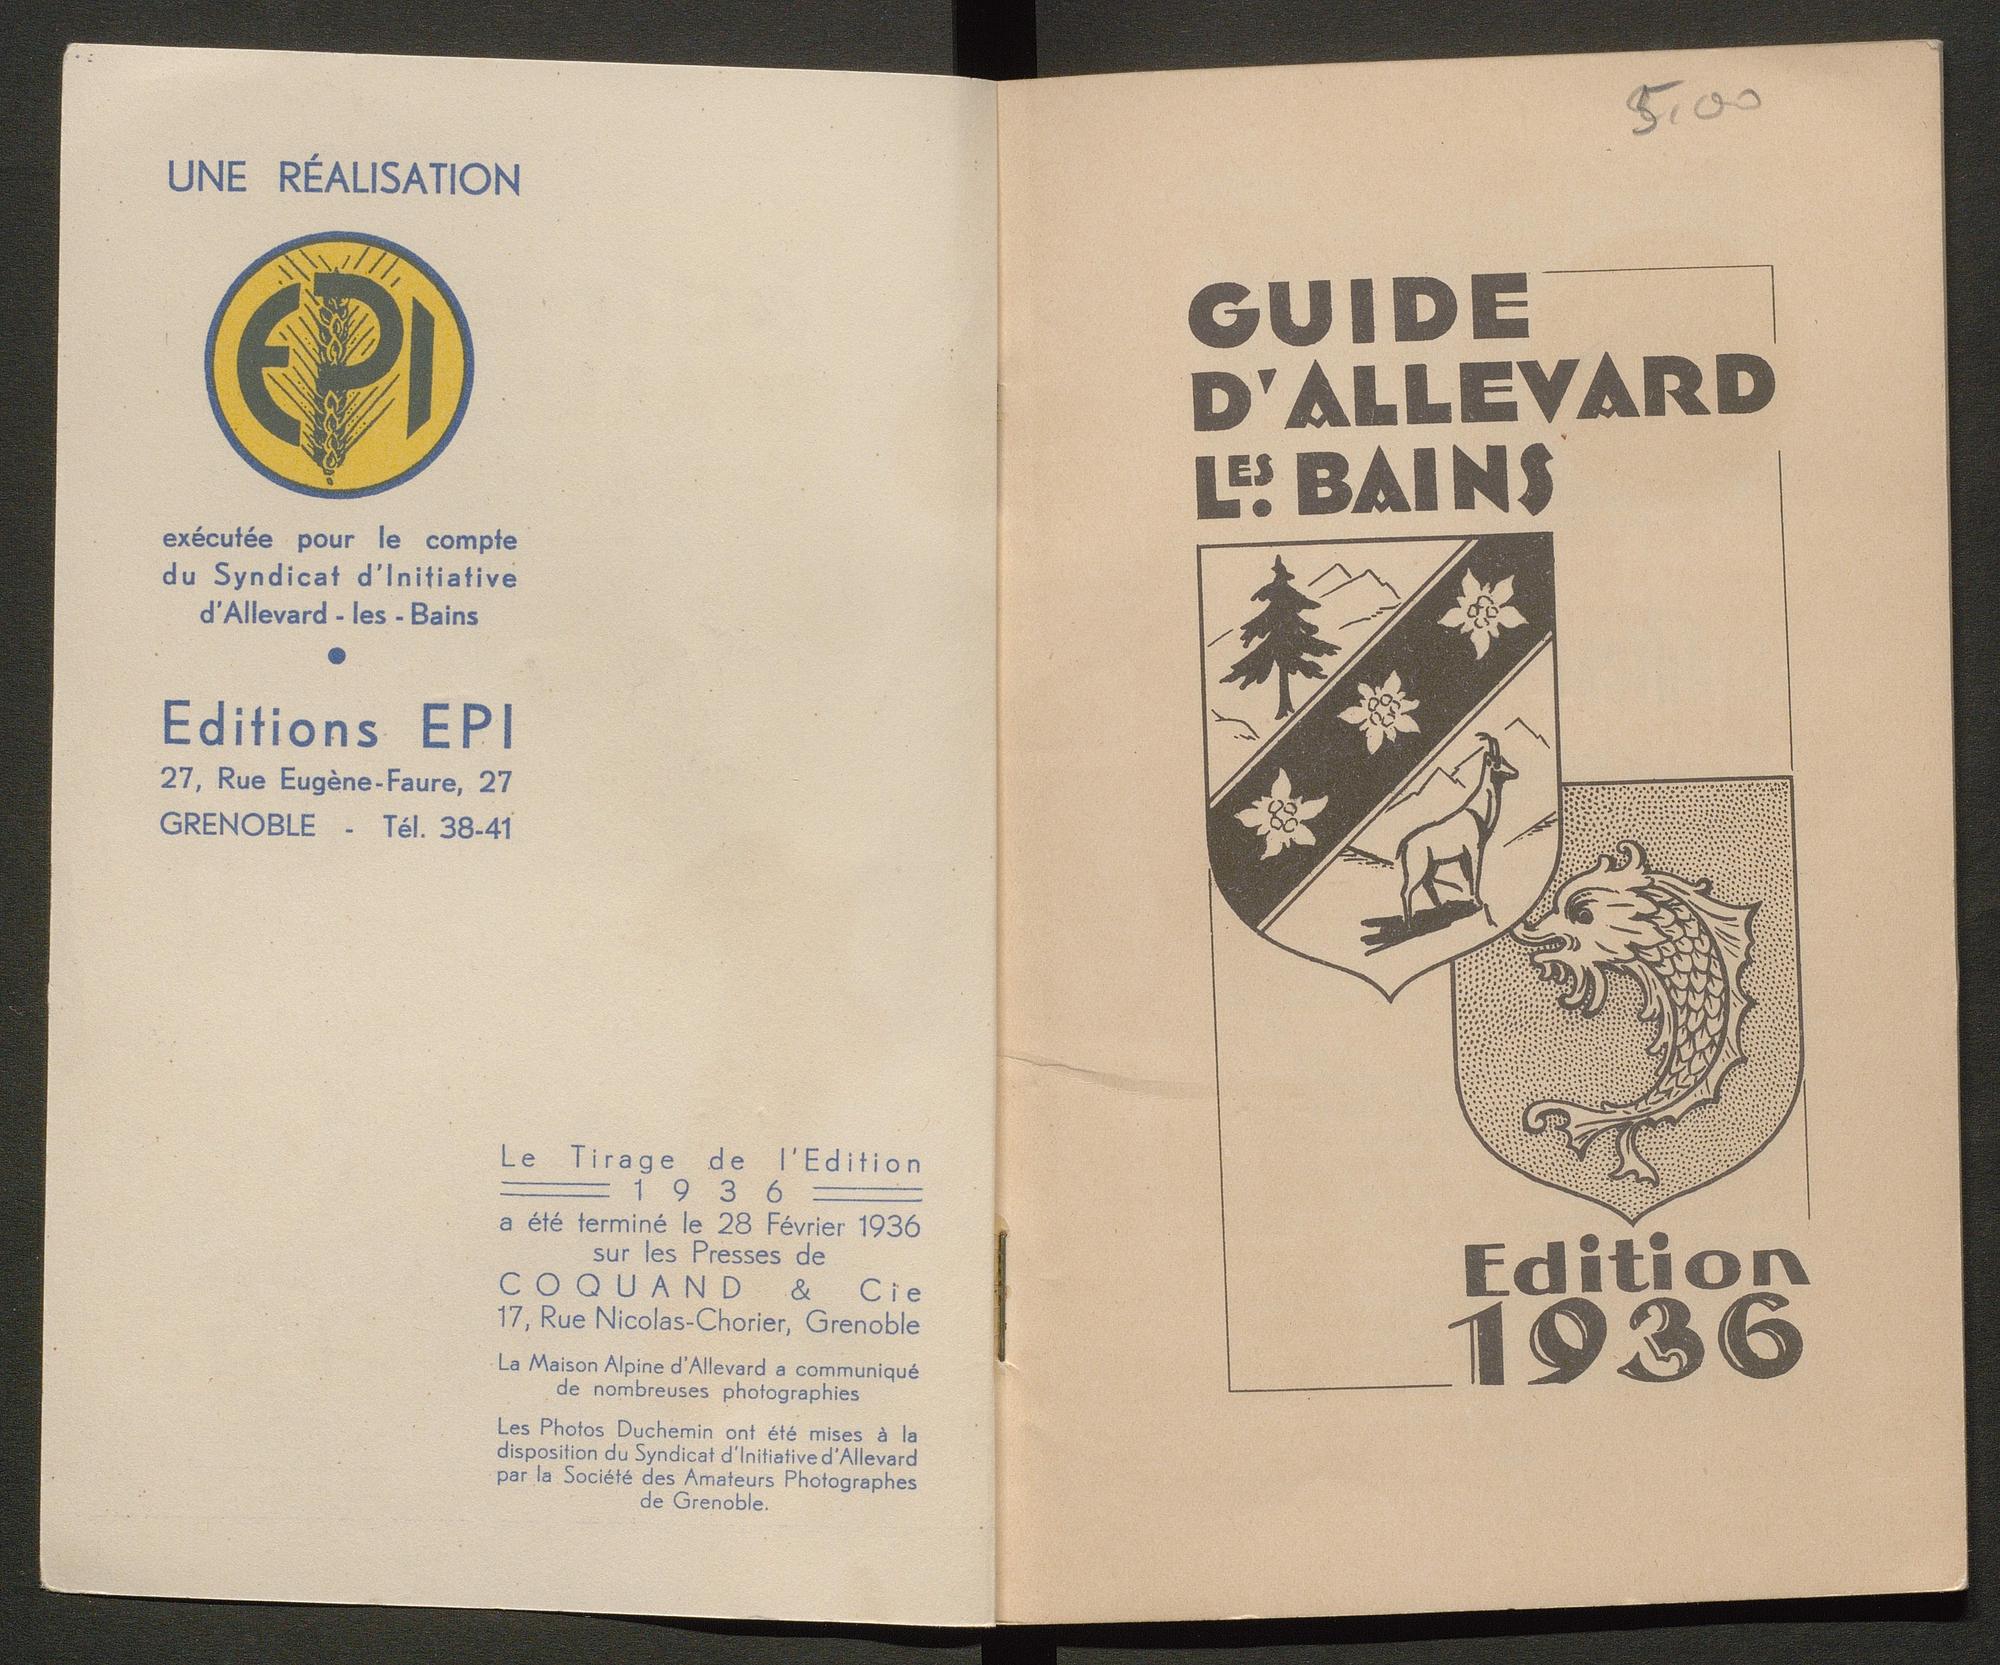 UNE RÉALISATION
EPI
exécutée pour le compte
du Syndicat d'Initiative
d'Allevard - les - Bains
Editions EPI
27, Rue Eugène-Faure, 27
GRENOBLE - Tél. 38-41
Le Tirage de l'Edition
1936
a été terminé le 28 Février 1936
sur les Presses de
COQUAND & Cie
17, Rue Nicolas-Chorier, Grenoble
La Maison Alpine d'Allevard a communiqué
de nombreuses photographies
Les Photos Duchemin ont été mises à la
disposition du Syndicat d'Initiative d'Allevard
par la Société des Amateurs Photographes
de Grenoble.
5,00
GUIDE
D'ALLEVARD
LES. BAINS
Edition
1936